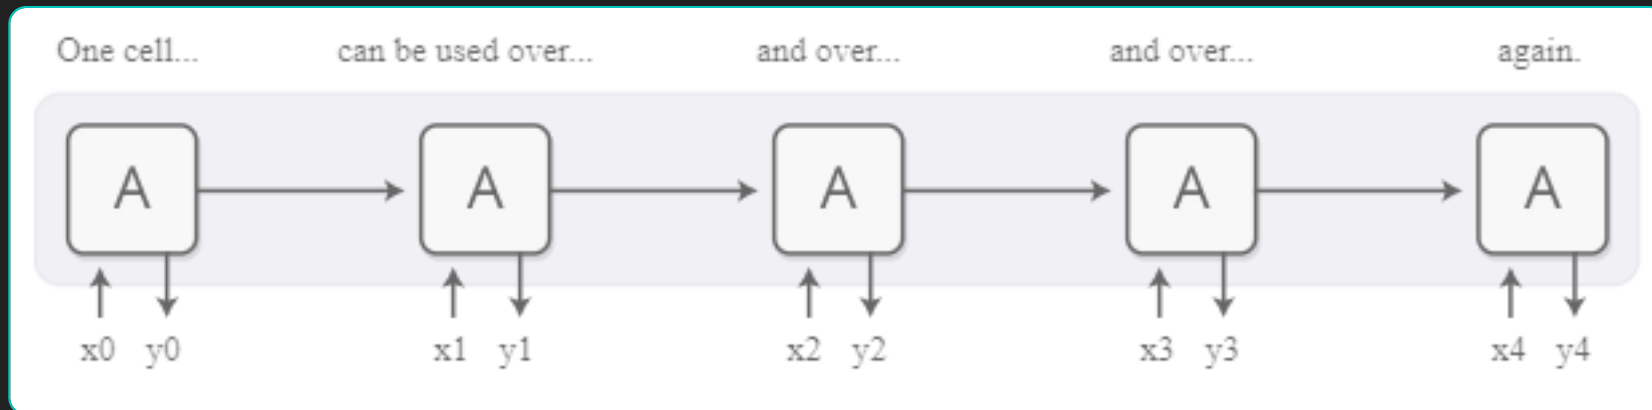 One cell... can be used over... and over... and over... again.
A A A A A
x0 y0 x1 y1 x2 y2 x3 y3 x4 y4